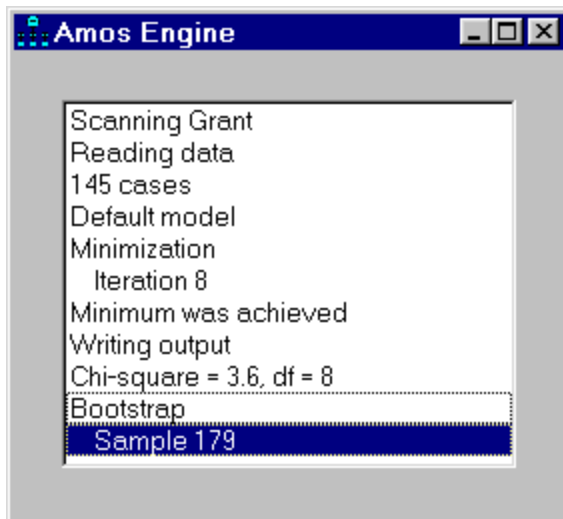 Amos Engine
Scanning Grant
Reading data
145 cases
Default model
Minimization
Iteration 8
Minimum was achieved
Writing output
Chi-square = 3.6, df = 8
Bootstrap
Sample 179